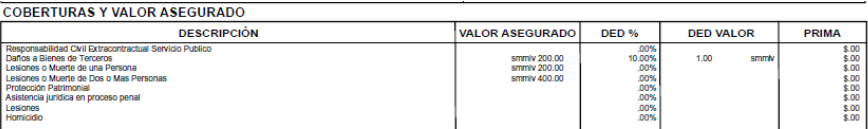 COBERTURAS Y VALOR ASEGURADO
DESCRIPCIÓN VALOR ASEGURADO DED % DED VALOR PRIMA
Responsabilidad Civil Extracontractual Servicio Publico .00% $.00
Daños a Bienes de Terceros smmlv 200.00 10.00% 1.00 smmlv $.00
Lesiones o Muerte de una Persona smmlv 200.00 .00% $.00
Lesiones o Muerte de Dos o Mas Personas smmlv 400.00 .00% $.00
Protección Patrimonial .00% $.00
Asistencia jurídica en proceso penal .00% $.00
Lesiones .00% $.00
Homicidio .00% $.00